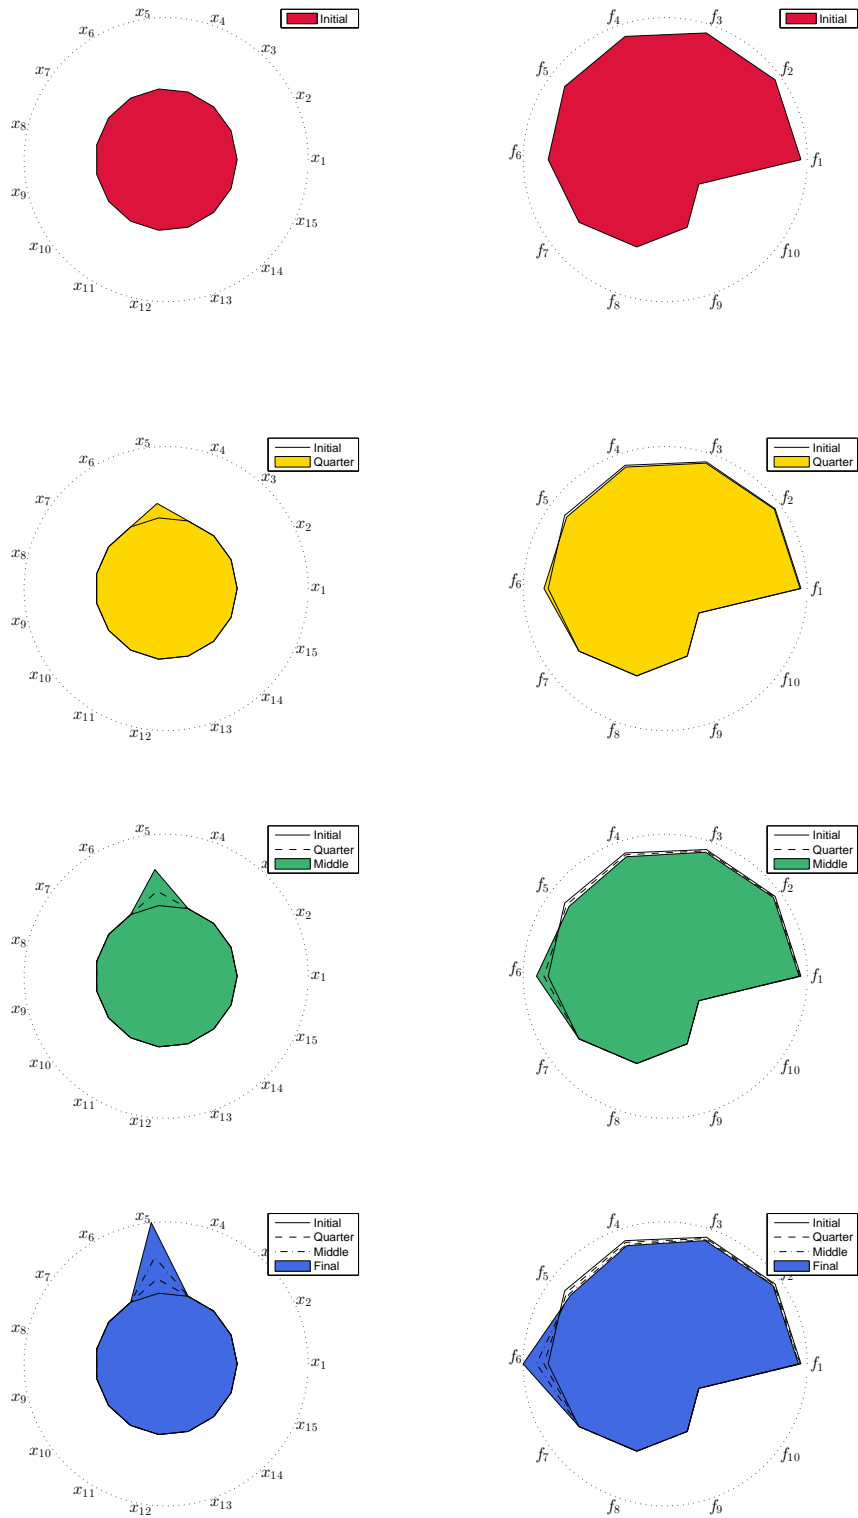 x5
x4
x3
x2
x1
x15
x14
x13
x12
x11
x10
x9
x8
x7
x6
Initial
f4
f3
f2
f1
f10
f9
f8
f7
f6
f5
Initial
x5
x4
x3
x2
x1
x15
x14
x13
x12
x11
x10
x9
x8
x7
x6
Initial
Quarter
f4
f3
f2
f1
f10
f9
f8
f7
f6
f5
Initial
Quarter
x5
x4
x2
x1
x15
x14
x13
x12
x11
x10
x9
x8
x7
x6
Initial
Quarter
Middle
f4
f3
f2
f1
f10
f9
f8
f7
f6
f5
Initial
Quarter
Middle
x5
x4
x2
x1
x15
x14
x13
x12
x11
x10
x9
x8
x7
x6
Initial
Quarter
Middle
Final
f4
f3
f2
f1
f10
f9
f8
f7
f6
f5
Initial
Quarter
Middle
Final